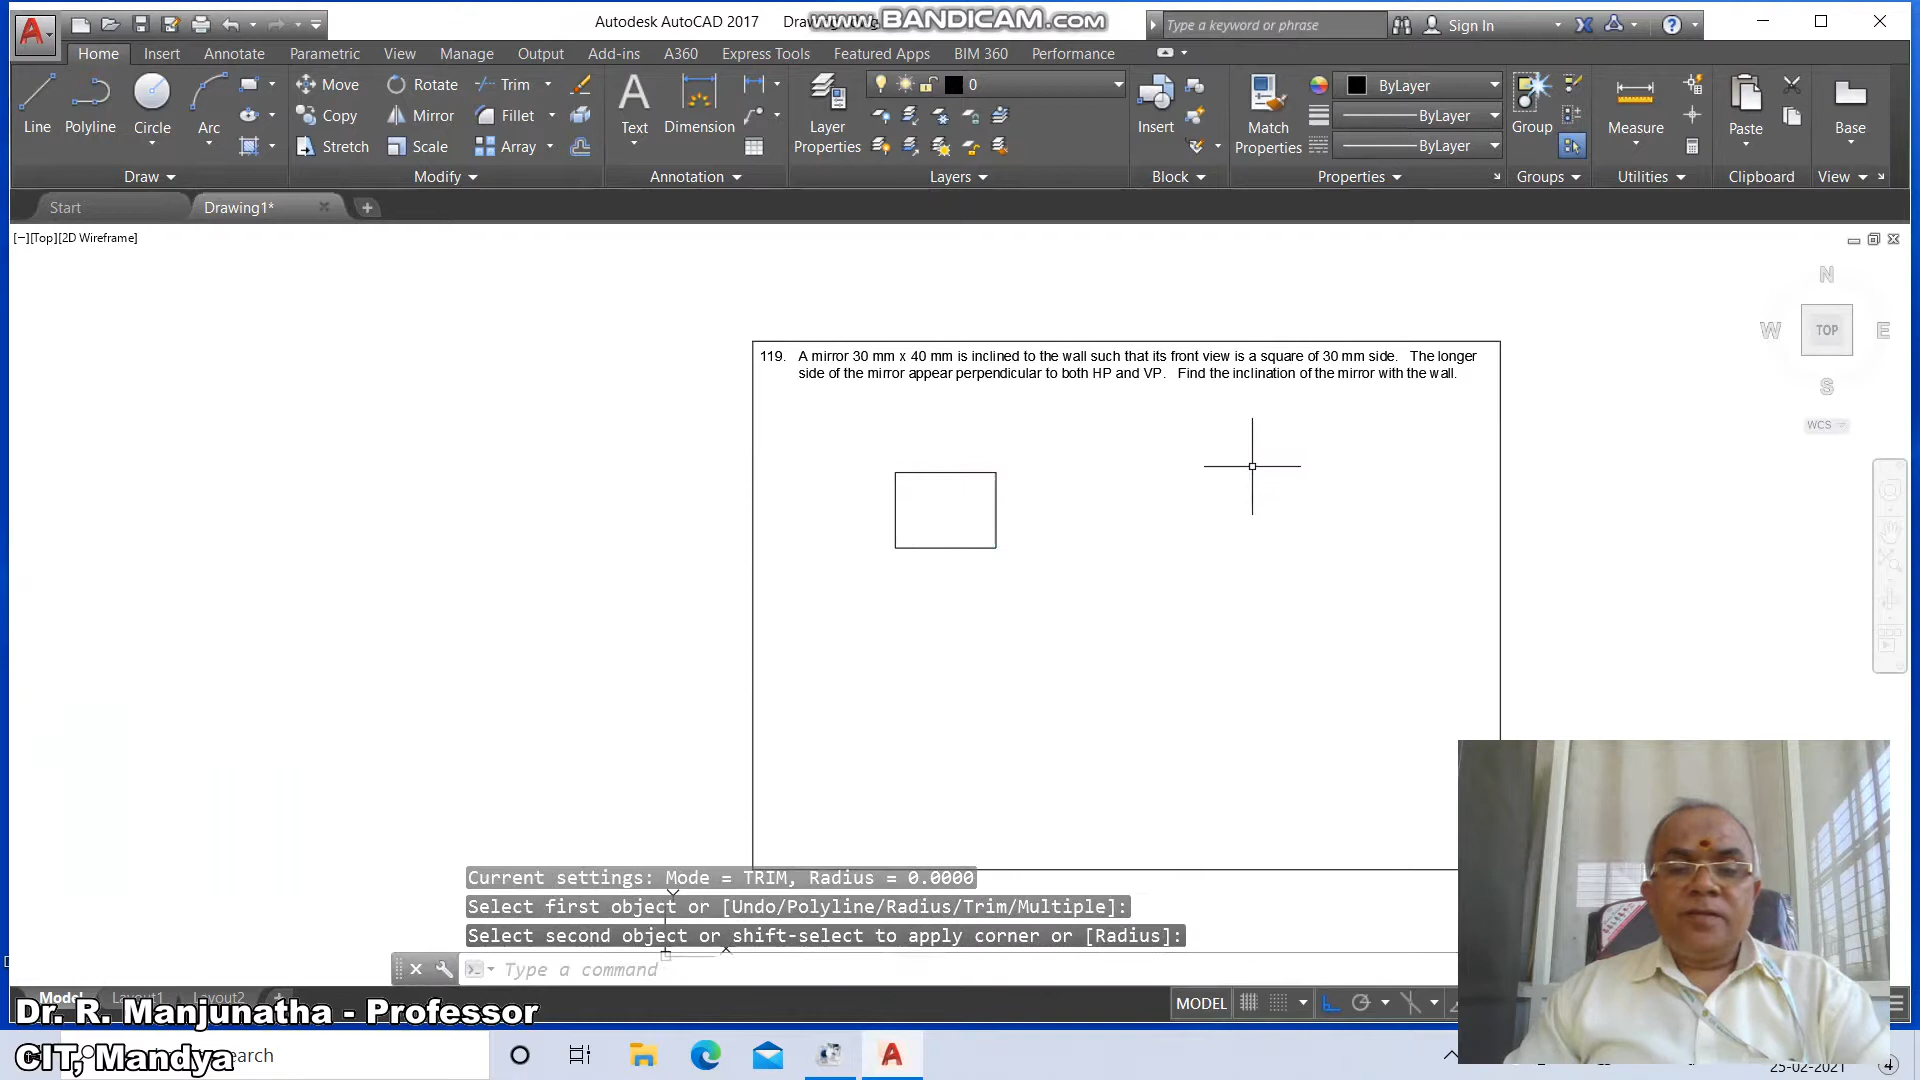 Autodesk AutoCAD 2017
www.BANDICAM.com
Type a keyword or phrase
Sign In
Home
Insert
Annotate
Parametric
View
Manage
Output
Add-ins
A360
Express Tools
Featured Apps
BIM 360
Performance
Line
Polyline
Circle
Arc
Move
Rotate
Trim
Copy
Mirror
Fillet
Stretch
Scale
Array
Text
Dimension
Layer
Properties
0
Insert
Match
Properties
ByLayer
ByLayer
ByLayer
Group
Measure
Paste
Base
Draw
Modify
Annotation
Layers
Block
Properties
Groups
Utilities
Clipboard
View
Start
Drawing1*
[−][Top][2D Wireframe]
N
W
TOP
E
S
WCS
119. A mirror 30 mm x 40 mm is inclined to the wall such that its front view is a square of 30 mm side. The longer
side of the mirror appear perpendicular to both HP and VP. Find the inclination of the mirror with the wall.
Current settings: Mode = TRIM, Radius = 0.0000
Select first object or [Undo/Polyline/Radius/Trim/Multiple]:
Select second object or shift-select to apply corner or [Radius]:
Type a command
Model
Layout1
Layout2
MODEL
Dr. R. Manjunatha - Professor
CIT, Mandya
25-02-2021
4